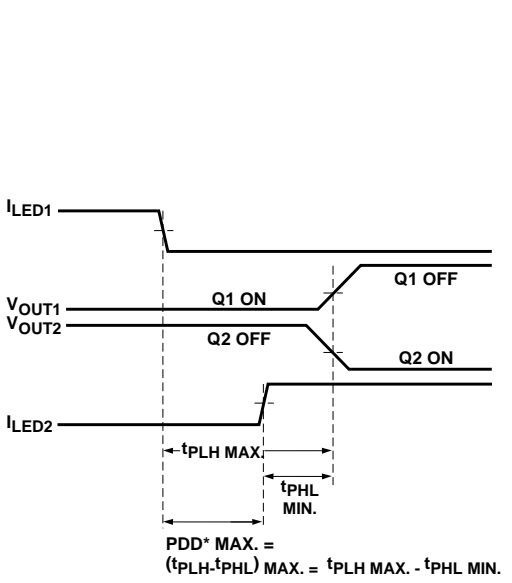 ILED1
Q1 OFF
VOUT1
Q1 ON
VOUT2
Q2 OFF
Q2 ON
ILED2
tPLH MAX.
tPHL
MIN.
PDD* MAX. =
(tPLH-tPHL) MAX. = tPLH MAX. - tPHL MIN.